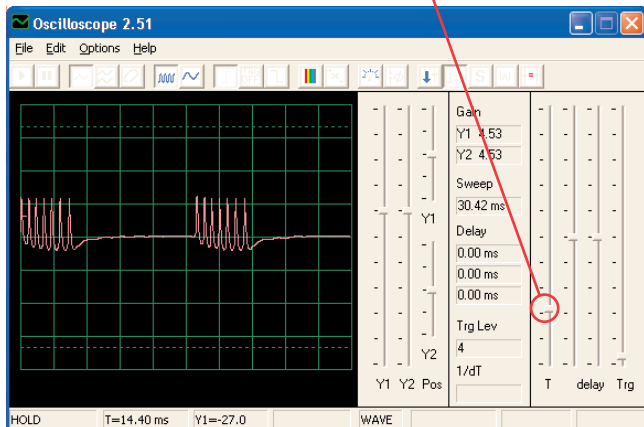 Oscilloscope 2.51
File Edit Options Help
Gain
Y1 4.53
Y2 4.53
Sweep
30.42 ms
Y1
Delay
0.00 ms
0.00 ms
0.00 ms
Trg Lev
Y2
4
1/dT
Y1 Y2 Pos
T delay Trg
HOLD T=14.40 ms Y1=-27.0 WAVE